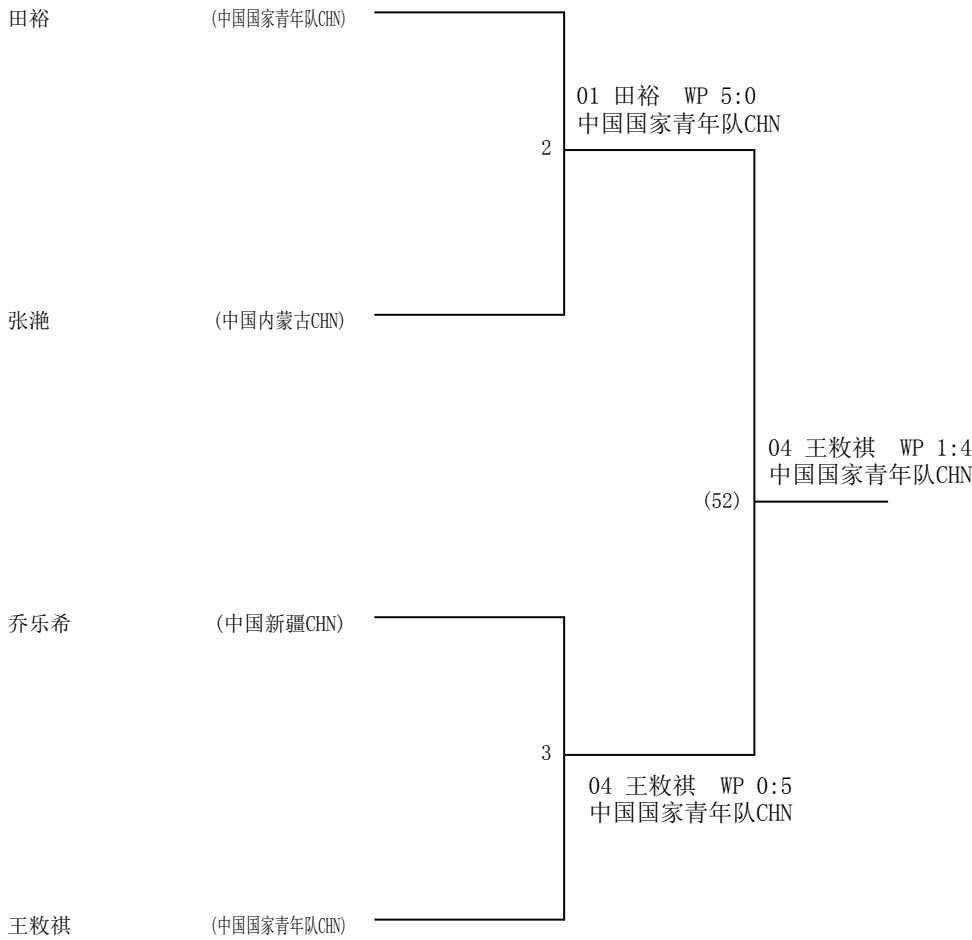 田裕 (中国国家青年队CHN)
01 田裕 WP 5:0
中国国家青年队CHN
2
张滟 (中国内蒙古CHN)
04 王敉祺 WP 1:4
中国国家青年队CHN
(52)
乔乐希 (中国新疆CHN)
3
04 王敉祺 WP 0:5
中国国家青年队CHN
王敉祺 (中国国家青年队CHN)